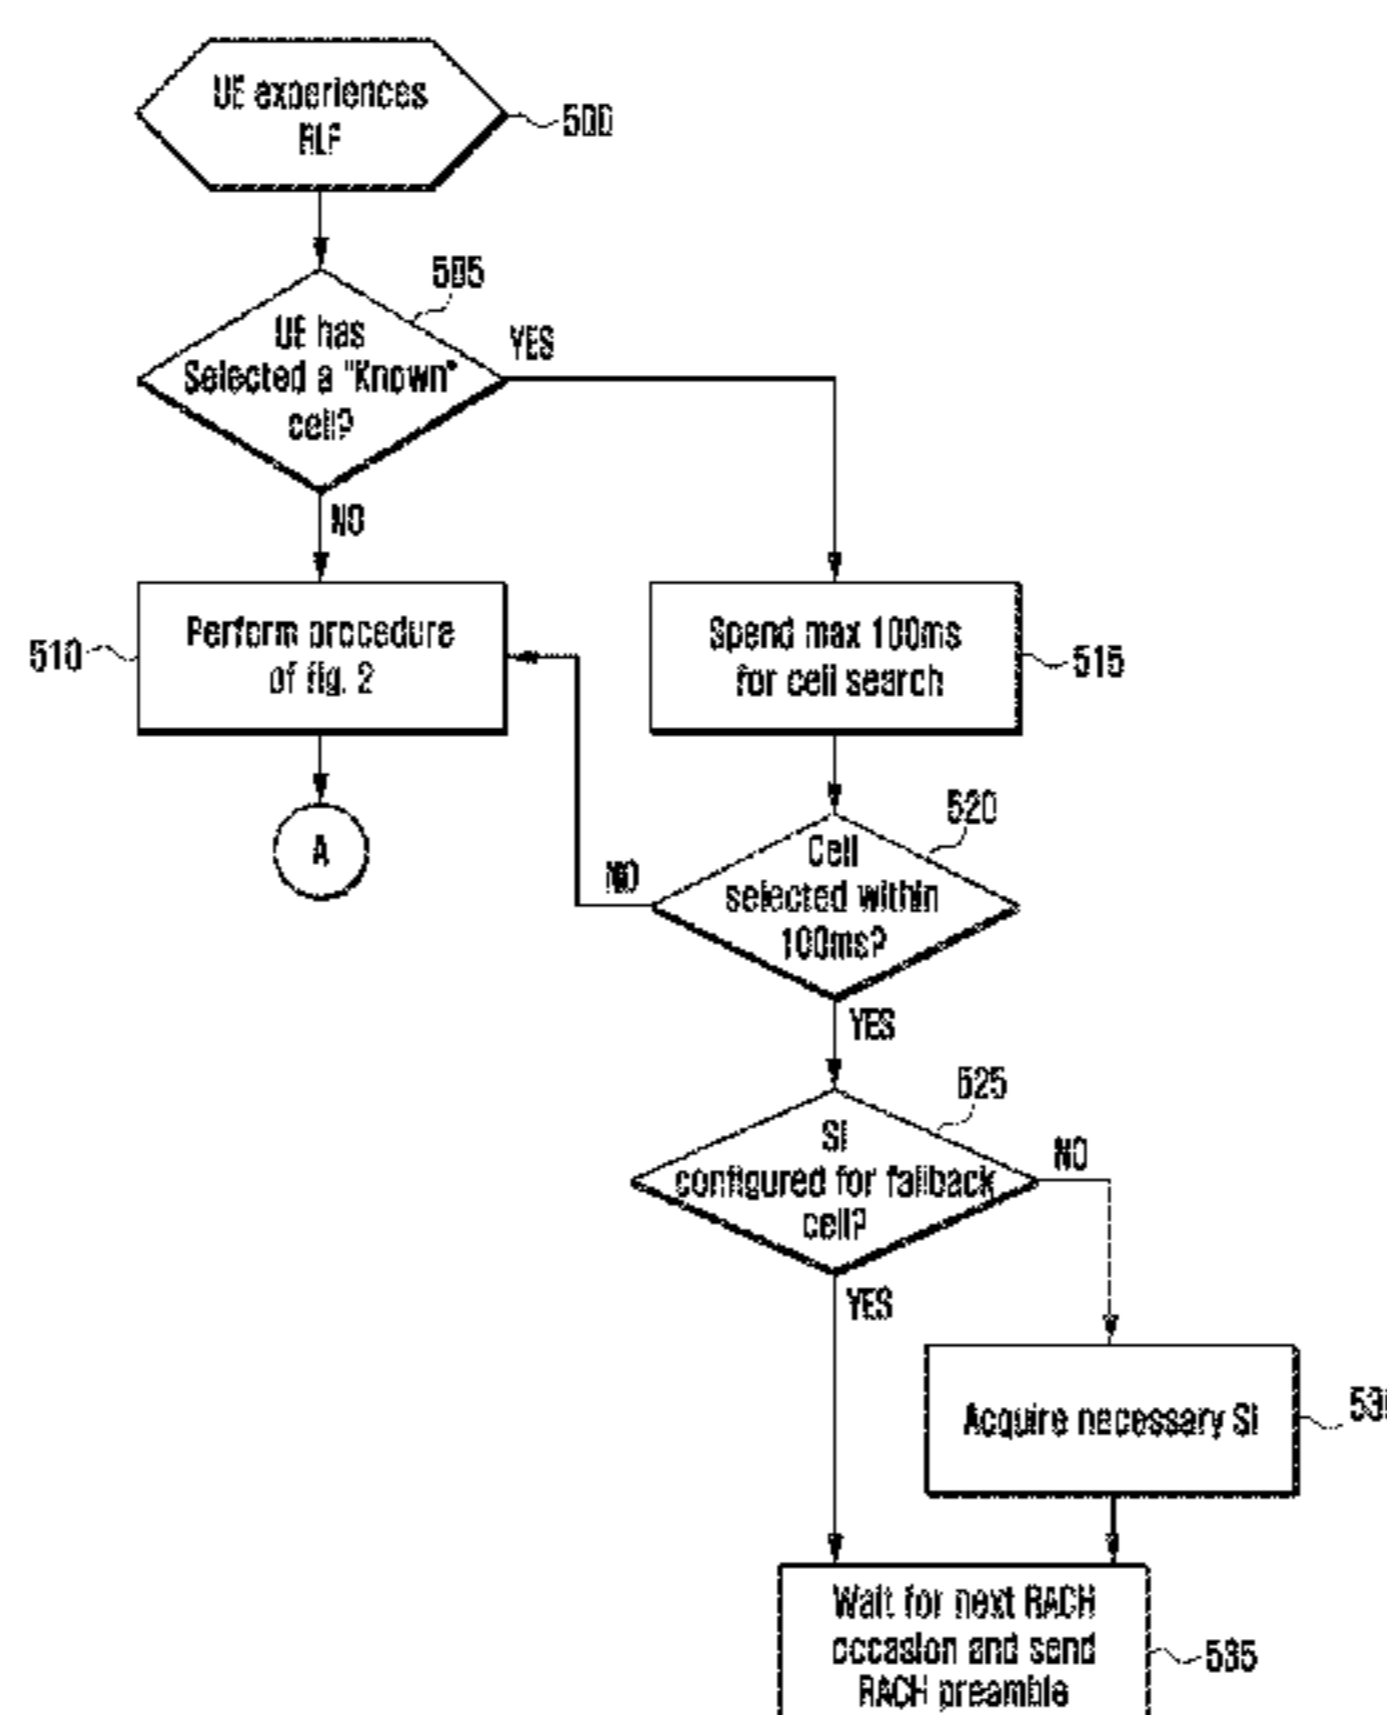 UE experiences
RLF
500
505
UE has
Selected a "Known"
cell?
YES
NO
Perform procedure
of fig. 2
510
Spend max 100ms
for cell search
515
A
520
Cell
selected within
100ms?
NO
YES
525
SI
configured for fallback
cell?
NO
YES
Acquire necessary SI
Wait for next RACH
occasion and send
RACH preamble
535